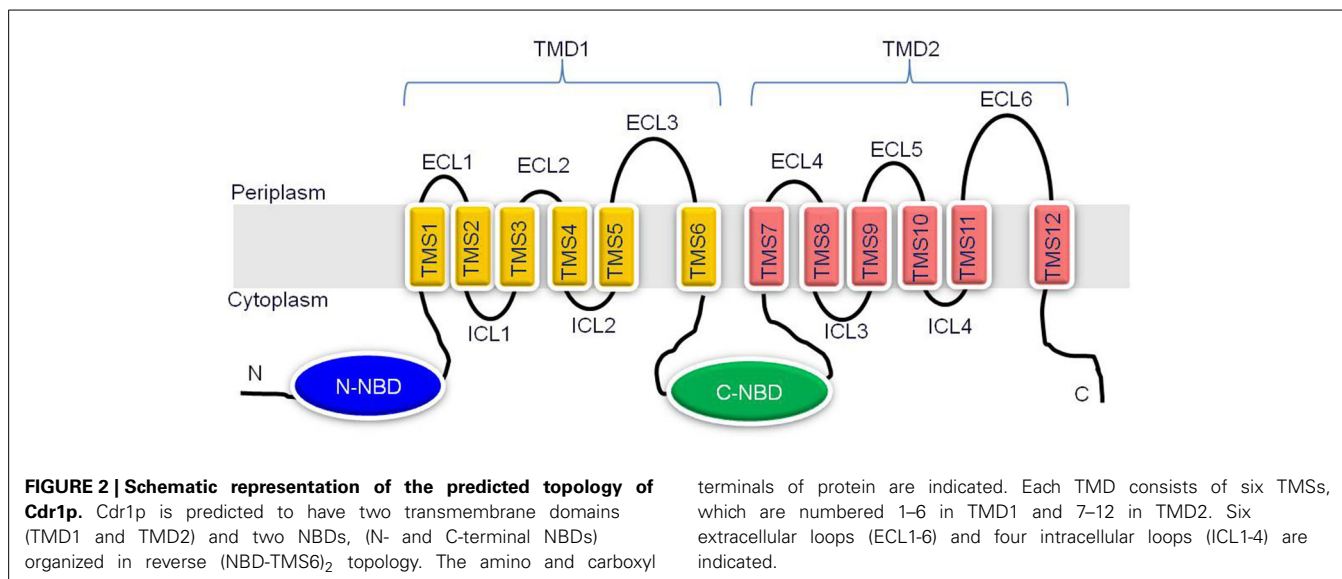 TMD1
TMD2
ECL6
ECL3
ECL1
ECL2
ECL4
ECL5
Periplasm
TMS1
TMS2
TMS3
TMS4
TMS5
TMS6
TMS7
TMS8
TMS9
TMS10
TMS11
TMS12
Cytoplasm
ICL1
ICL2
ICL3
ICL4
N
N-NBD
C-NBD
C
FIGURE 2 | Schematic representation of the predicted topology of
Cdr1p. Cdr1p is predicted to have two transmembrane domains
(TMD1 and TMD2) and two NBDs, (N- and C-terminal NBDs)
organized in reverse (NBD-TMS6)₂ topology. The amino and carboxyl
terminals of protein are indicated. Each TMD consists of six TMSs,
which are numbered 1–6 in TMD1 and 7–12 in TMD2. Six
extracellular loops (ECL1-6) and four intracellular loops (ICL1-4) are
indicated.